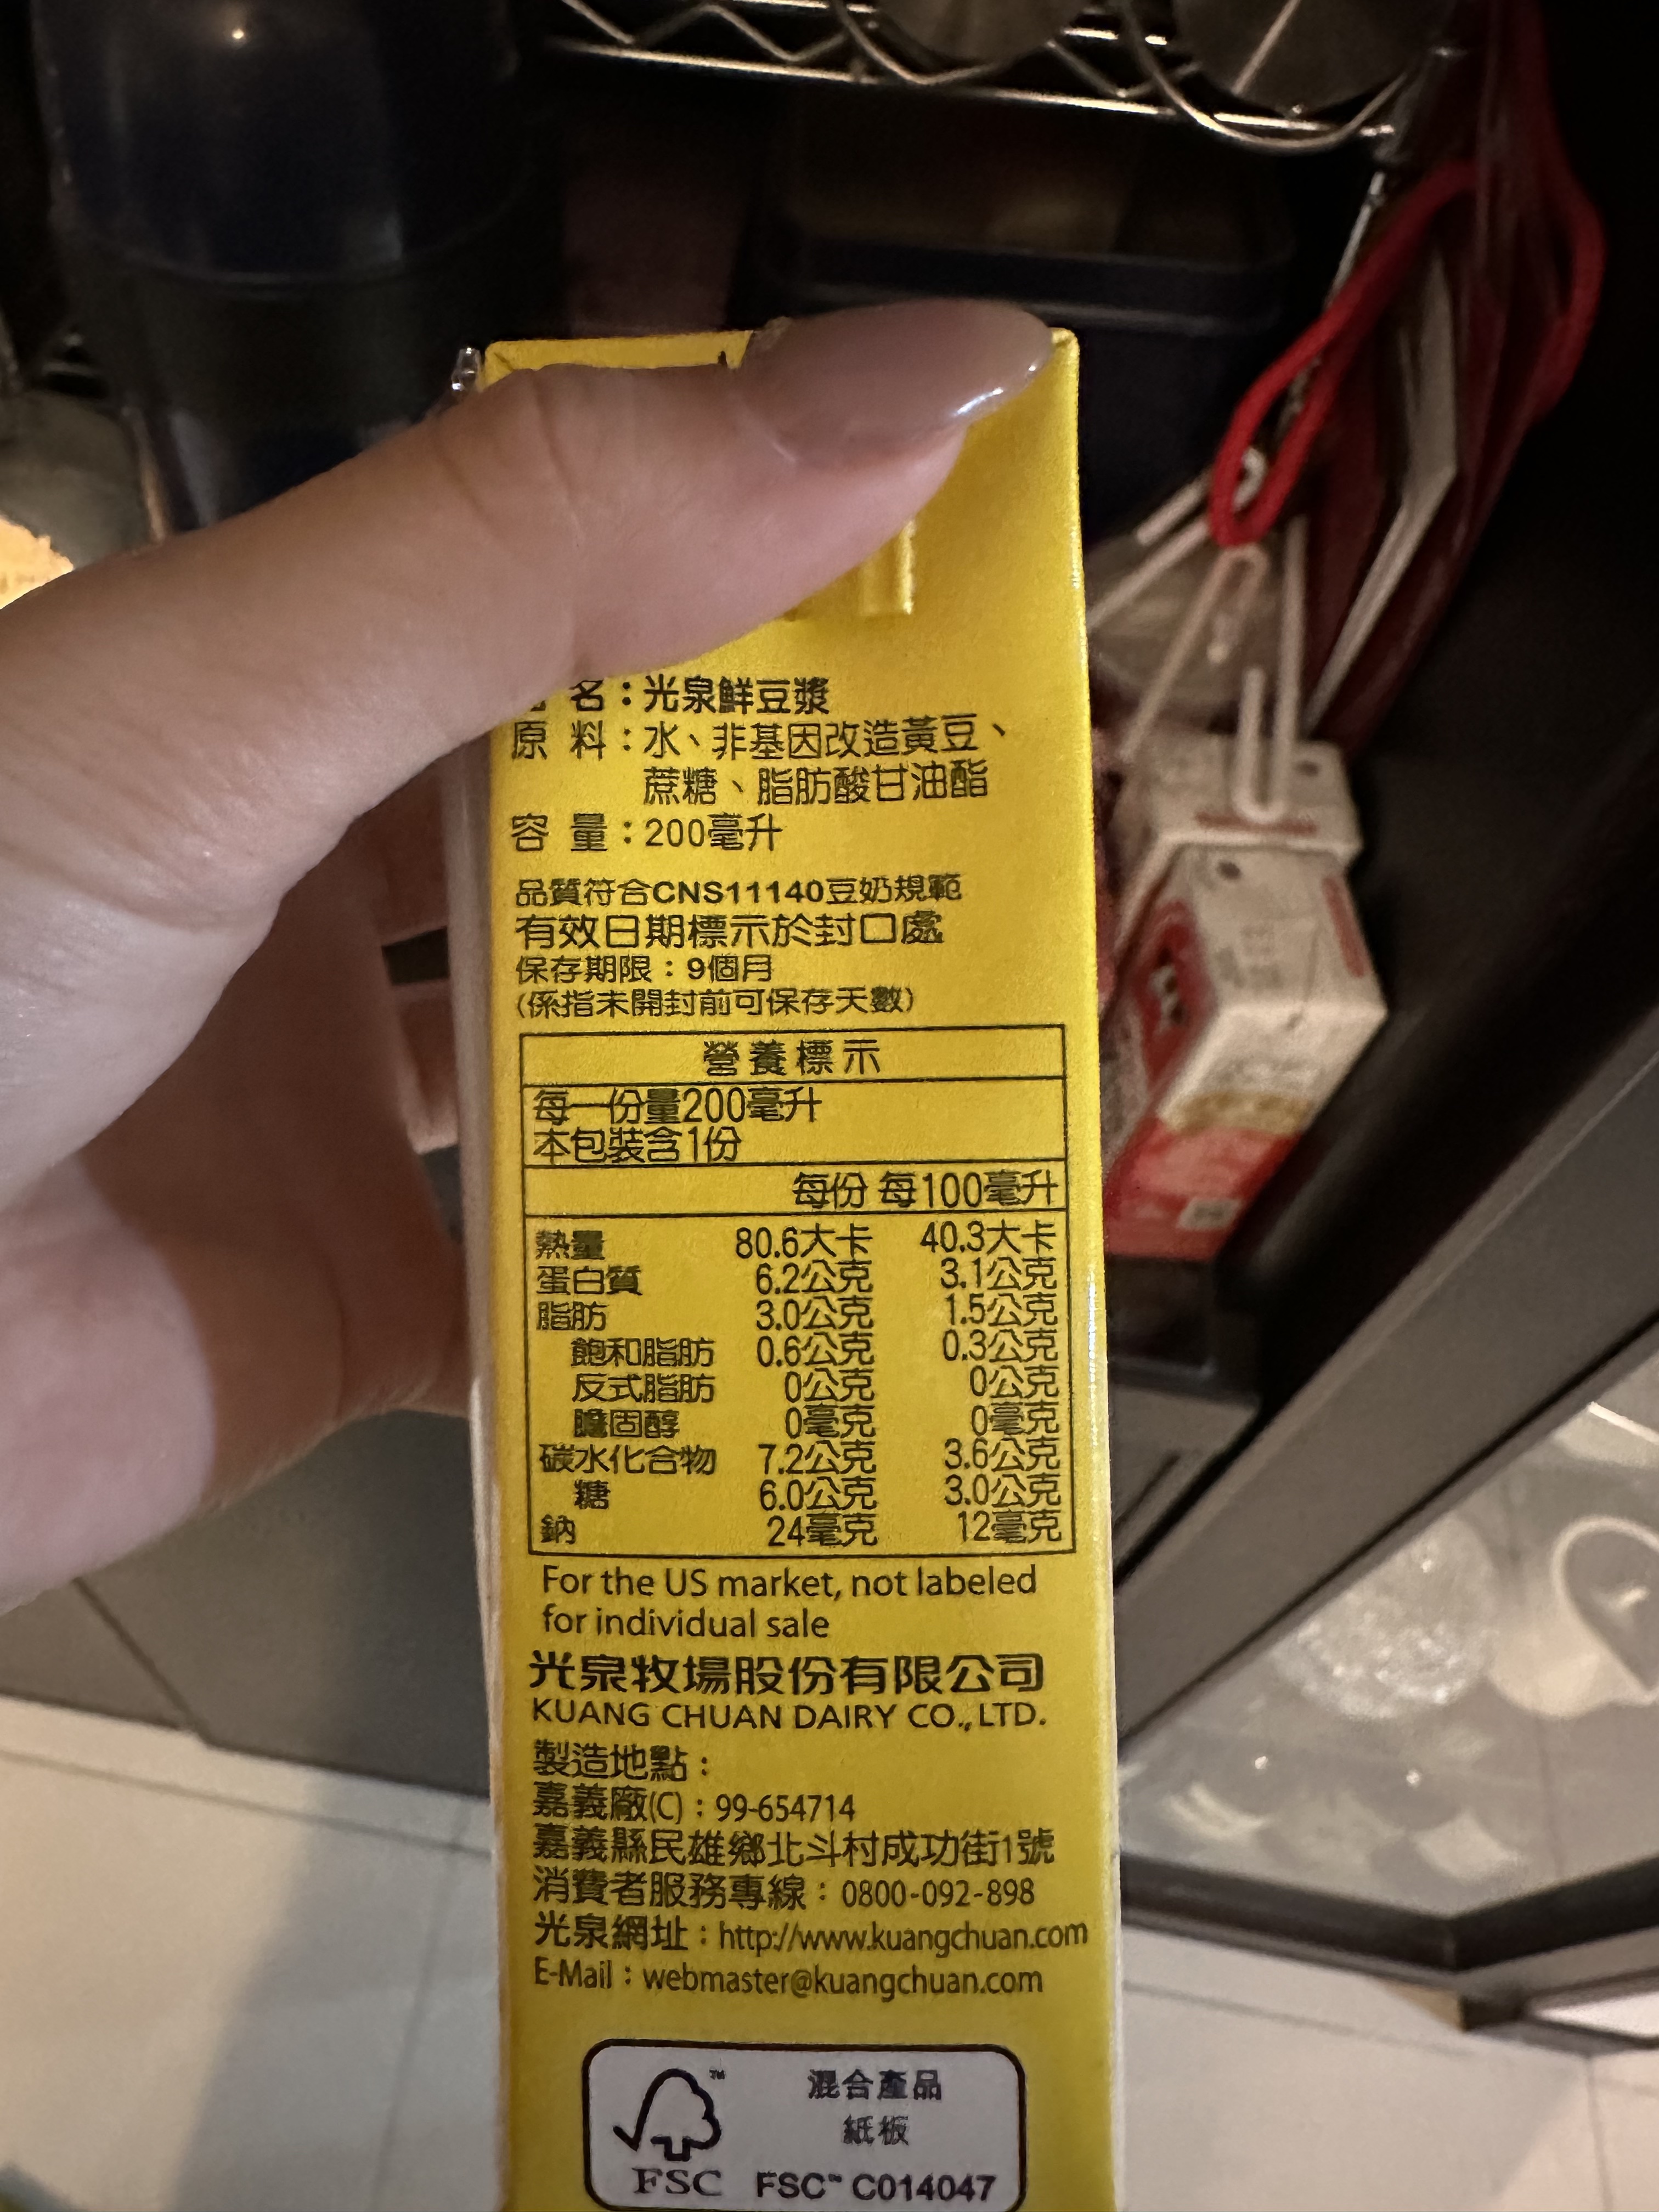 名：光泉鮮豆漿
原 料：水、非基因改造黃豆、
蔗糖、脂肪酸甘油酯
容 量：200毫升
品質符合CNS11140豆奶規範
有效日期標示於封口處
保存期限：9個月
(係指未開封前可保存天數)
營養標示
每一份量200毫升
本包裝含1份
每份 每100毫升
熱量 80.6大卡 40.3大卡
蛋白質 6.2公克 3.1公克
脂肪 3.0公克 1.5公克
飽和脂肪 0.6公克 0.3公克
反式脂肪 0公克 0公克
膽固醇 0毫克 0毫克
碳水化合物 7.2公克 3.6公克
糖 6.0公克 3.0公克
鈉 24毫克 12毫克
For the US market, not labeled
for individual sale
光泉牧場股份有限公司
KUANG CHUAN DAIRY CO., LTD.
製造地點：
嘉義廠(C)：99-654714
嘉義縣民雄鄉北斗村成功街1號
消費者服務專線：0800-092-898
光泉網址：http://www.kuangchuan.com
E-Mail：webmaster@kuangchuan.com
混合產品
紙板
FSC FSC™ C014047